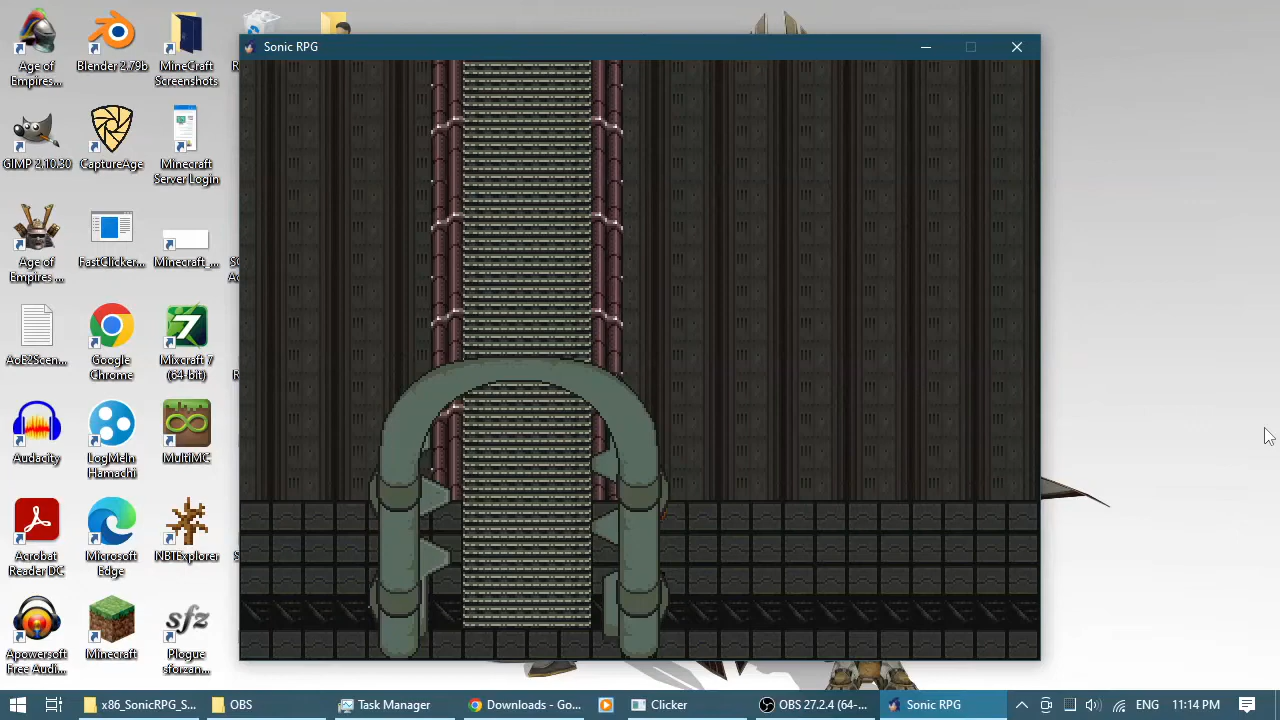 Sonic RPG
Age of
Empires...
Blender 2.79b
MineCraft
Screenshots
GIMP 2.10.30
CaptureAge
Minecraft
Server Login
Age of
Empires ...
FastClicker...
Minecraft_...
AoE2Scen...
Google
Chrome
Mixcraft 7
(64-bit)
Audacity
LogMeIn
Hamachi
MultiMC
Acrobat
Reader DC
Microsoft
Edge
NBTExplorer
Apowersoft
Free Audi...
Minecraft
Plogue
sforzan...
sfz
x86_SonicRPG_S...
OBS
Task Manager
Downloads - Go...
Clicker
OBS 27.2.4 (64-...
Sonic RPG
ENG
11:14 PM